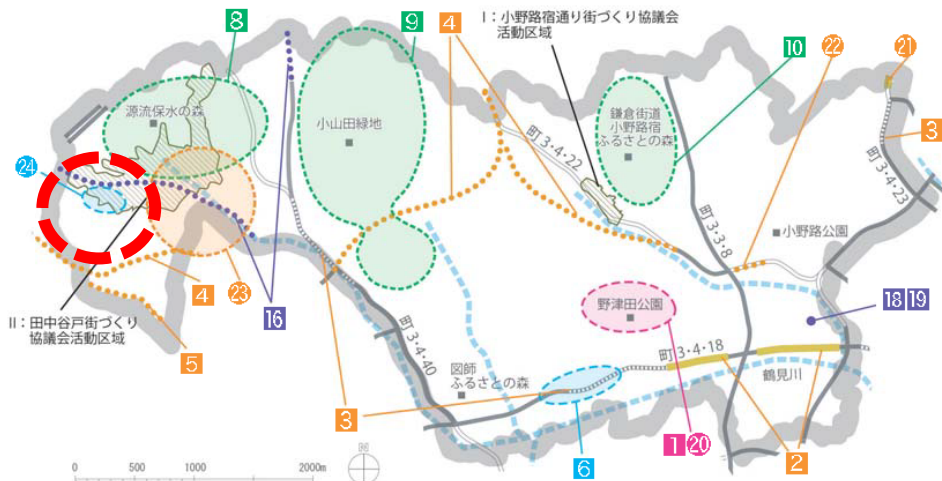 8
9
4
I：小野路宿通り街づくり協議会
活動区域
10
22
21
源流保水の森
小山田緑地
鎌倉街道
小野路宿
ふるさとの森
3
町3・4・22
町3・4・23
24
町3・3・8
小野路公園
4
23
16
野津田公園
18 19
II：田中谷戸街づくり
協議会活動区域
5
町3・4・40
町3・4・18
図師
ふるさとの森
鶴見川
3
6
1 20
2
N
0 500 1000 2000m